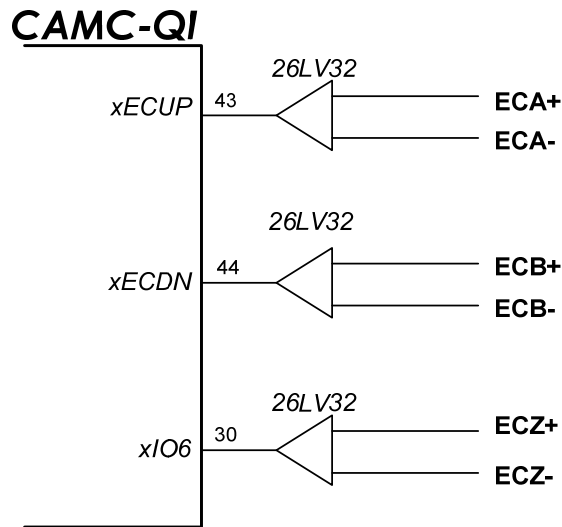 CAMC-QI
26LV32
xECUP 43 ECA+
ECA-
26LV32
xECDN 44 ECB+
ECB-
26LV32
xIO6 30 ECZ+
ECZ-